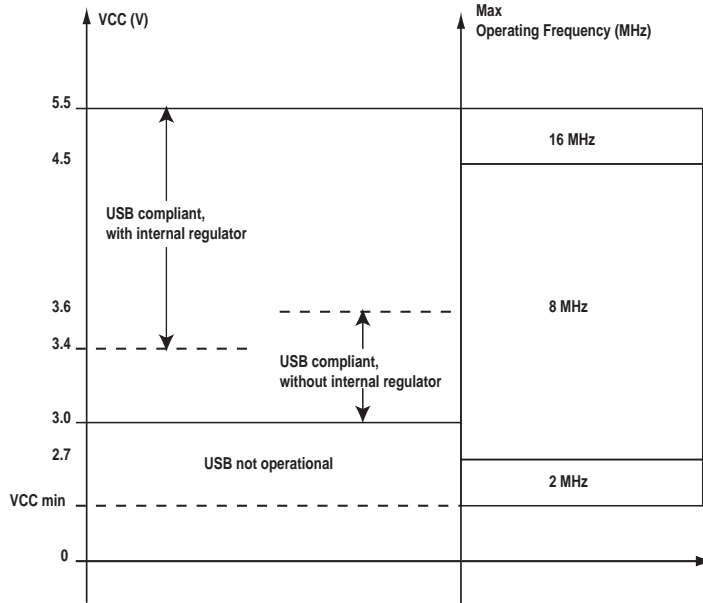 VCC (V)
Max
Operating Frequency (MHz)
5.5
16 MHz
4.5
USB compliant,
with internal regulator
3.6
8 MHz
3.4
USB compliant,
without internal regulator
3.0
2.7
USB not operational
2 MHz
VCC min
0